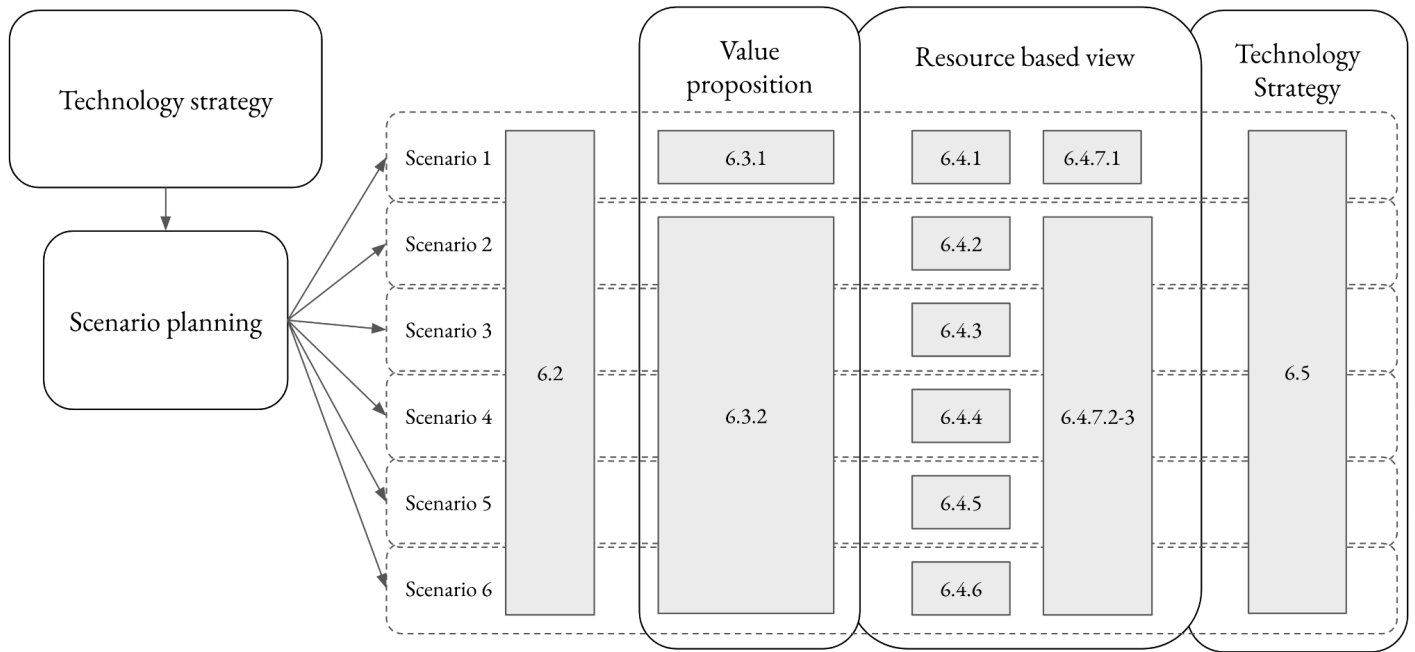 Technology strategy
Scenario planning
Value
proposition
Resource based view
Technology
Strategy
Scenario 1
6.3.1
6.4.1
6.4.7.1
Scenario 2
6.4.2
Scenario 3
6.4.3
6.2
6.5
Scenario 4
6.3.2
6.4.4
6.4.7.2-3
Scenario 5
6.4.5
Scenario 6
6.4.6